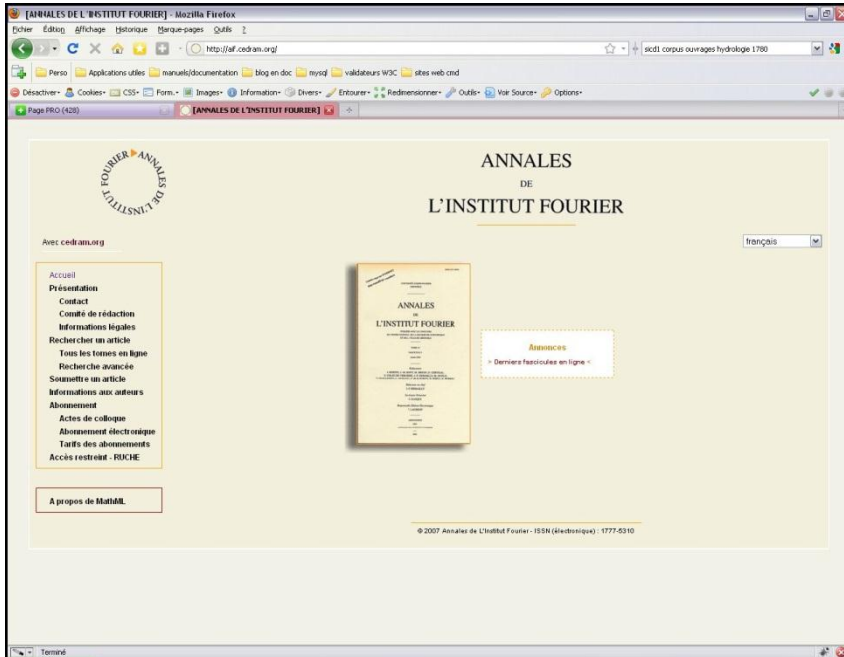 [ANNALES DE L'INSTITUT FOURIER] - Mozilla Firefox
Fichier Édition Affichage Historique Marque-pages Outils ?
http://aif.cedram.org/ sicd1 corpus ouvrages hydrologie 1780
Perso Applications utiles manuels/documentation blog en doc mysql validateurs W3C sites web cmd
Désactiver Cookies CSS Form. Images Information Divers Entourer Redimensionner Outils Voir Source Options
Page PRO (428) [ANNALES DE L'INSTITUT FOURIER]
ANNALES DE L'INSTITUT FOURIER
ANNALES
DE
L'INSTITUT FOURIER
Avec cedram.org
français
Accueil
Présentation
Contact
Comité de rédaction
Informations légales
Rechercher un article
Tous les tomes en ligne
Recherche avancée
Soumettre un article
Informations aux auteurs
Abonnement
Actes de colloque
Abonnement électronique
Tarifs des abonnements
Accès restreint - RUCHE
A propos de MathML
ANNALES
DE
L'INSTITUT FOURIER
Annonces
> Derniers fascicules en ligne <
© 2007 Annales de L'Institut Fourier - ISSN (électronique) : 1777-5310
Terminé